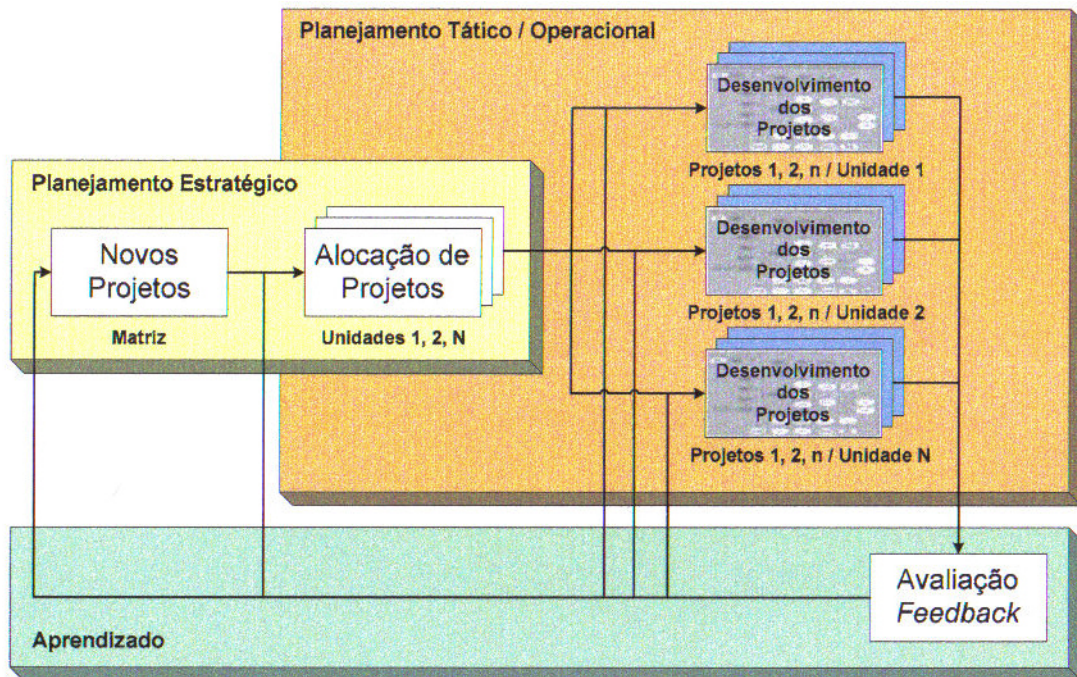 Planejamento Tático / Operacional
Desenvolvimento
dos
Projetos
Projetos 1, 2, n / Unidade 1
Planejamento Estratégico
Novos
Projetos
Matriz
Alocação de
Projetos
Unidades 1, 2, N
Desenvolvimento
dos
Projetos
Projetos 1, 2, n / Unidade 2
Desenvolvimento
dos
Projetos
Projetos 1, 2, n / Unidade N
Avaliação
Feedback
Aprendizado